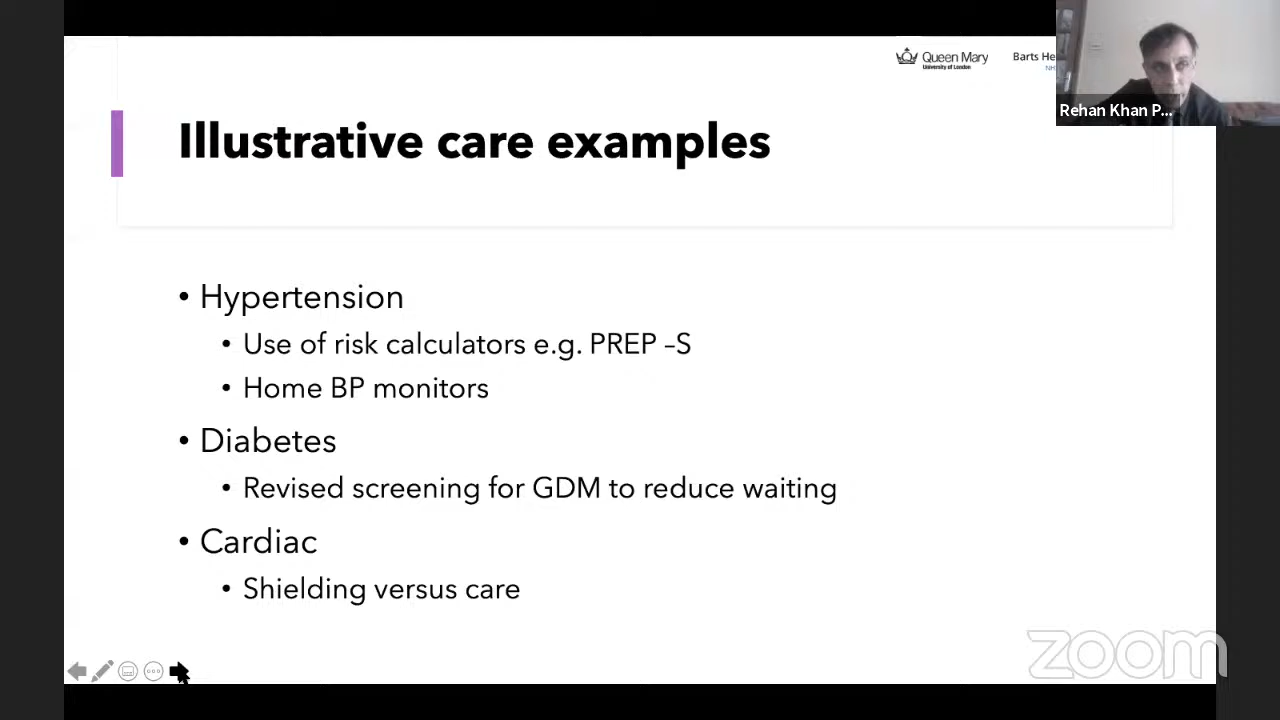 Queen Mary
University of London
Barts He
NH
Rehan Khan P...
Illustrative care examples
• Hypertension
• Use of risk calculators e.g. PREP –S
• Home BP monitors
• Diabetes
• Revised screening for GDM to reduce waiting
• Cardiac
• Shielding versus care
zoom